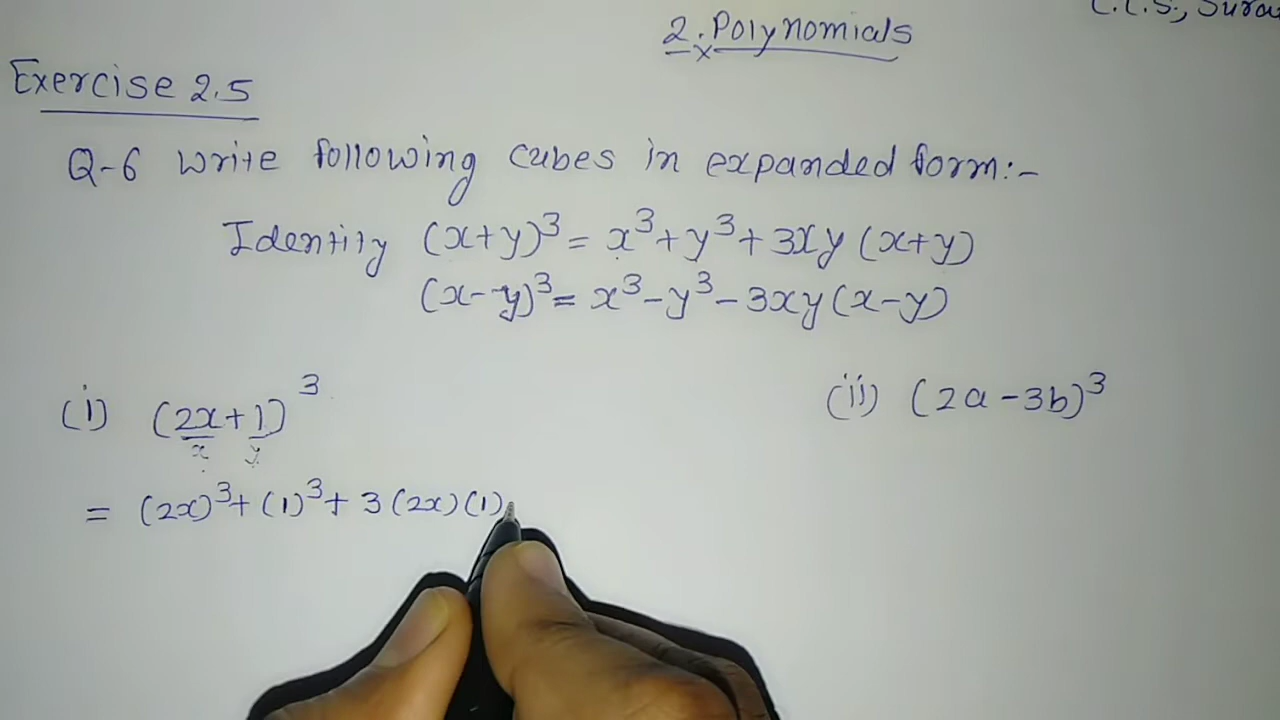 2. Polynomials
Exercise 2.5
Q-6 Write following cubes in expanded form:-
Identity (x+y)³ = x³+y³+3xy (x+y)
(x-y)³ = x³-y³-3xy(x-y)
(i) (2x+1)³
x y
(ii) (2a-3b)³
= (2x)³+(1)³+ 3(2x)(1)